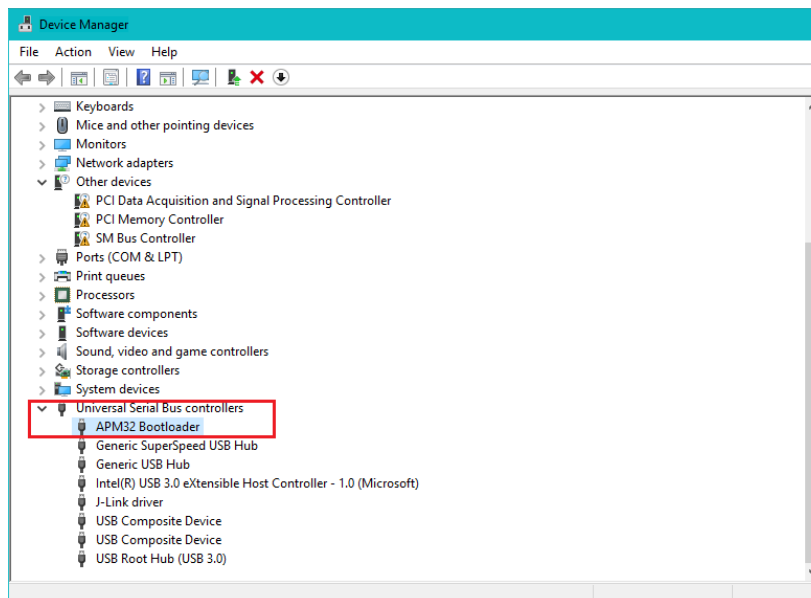 Device Manager
File Action View Help
Keyboards
Mice and other pointing devices
Monitors
Network adapters
Other devices
PCI Data Acquisition and Signal Processing Controller
PCI Memory Controller
SM Bus Controller
Ports (COM & LPT)
Print queues
Processors
Software components
Software devices
Sound, video and game controllers
Storage controllers
System devices
Universal Serial Bus controllers
APM32 Bootloader
Generic SuperSpeed USB Hub
Generic USB Hub
Intel(R) USB 3.0 eXtensible Host Controller - 1.0 (Microsoft)
J-Link driver
USB Composite Device
USB Composite Device
USB Root Hub (USB 3.0)